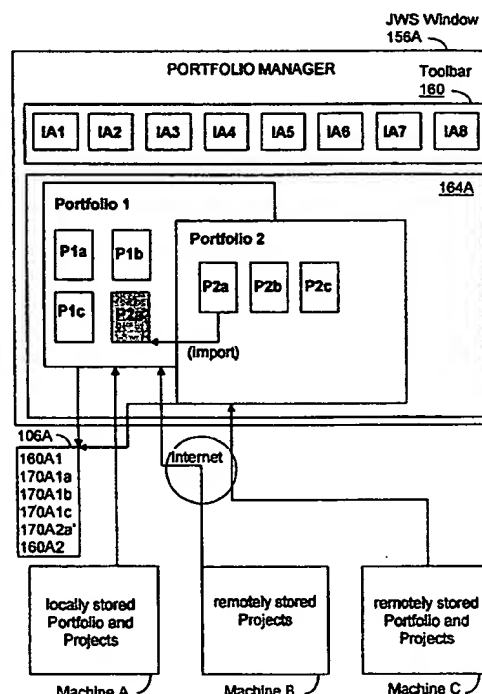 JWS Window
156A
PORTFOLIO MANAGER
Toolbar
160
IA1 IA2 IA3 IA4 IA5 IA6 IA7 IA8
164A
Portfolio 1
P1a P1b
P1c
Portfolio 2
P2a P2b P2c
(import)
106A
160A1
170A1a
170A1b
170A1c
170A2a'
160A2
Internet
locally stored
Portfolio and
Projects
Machine A
remotely stored
Projects
Machine B
remotely stored
Portfolio and
Projects
Machine C